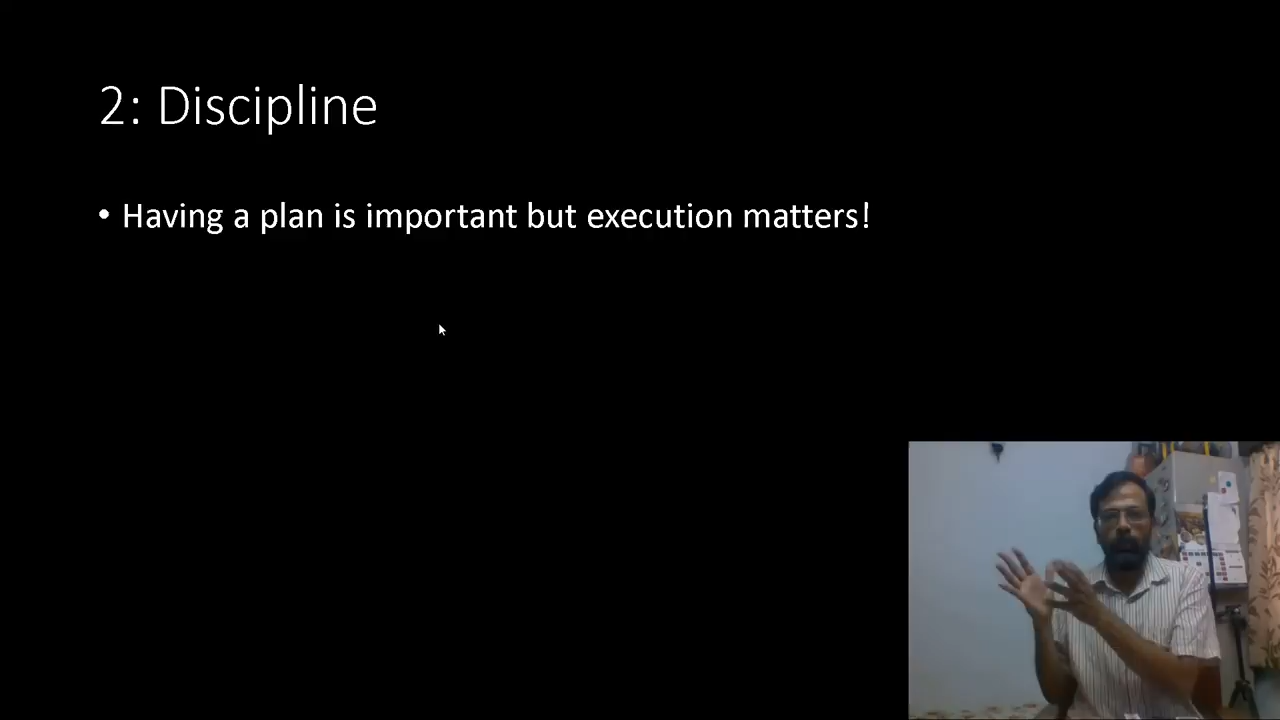 2: Discipline
• Having a plan is important but execution matters!